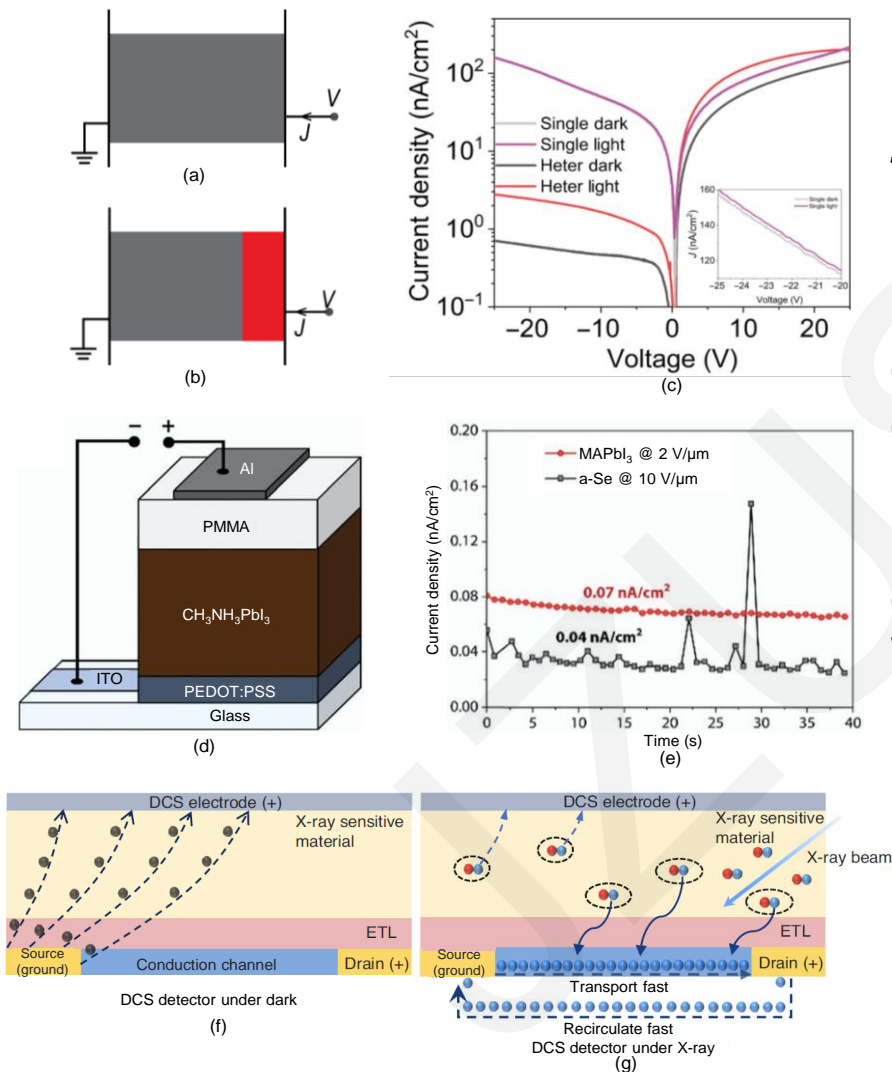 V
J
(a)
V
J
(b)
Current density (nA/cm²)
10²
10¹
10⁰
10⁻¹
Single dark
Single light
Heter dark
Heter light
J (nA/cm²)
160
140
110
Single dark
Single light
−25 −24 −23 −22 −21 −20
Voltage (V)
−20 −10 0 10 20
Voltage (V)
(c)
− +
Al
PMMA
CH₃NH₃PbI₃
ITO
PEDOT:PSS
Glass
(d)
Current density (nA/cm²)
0.20
0.16
0.12
0.08
0.04
0.00
MAPbI₃ @ 2 V/μm
a-Se @ 10 V/μm
0.07 nA/cm²
0.04 nA/cm²
0 5 10 15 20 25 30 35 40
Time (s)
(e)
DCS electrode (+)
X-ray sensitive
material
ETL
Source
(ground)
Conduction channel
Drain (+)
DCS detector under dark
(f)
DCS electrode (+)
X-ray sensitive
material
X-ray beam
ETL
Source
(ground)
Drain (+)
Transport fast
Recirculate fast
DCS detector under X-ray
(g)